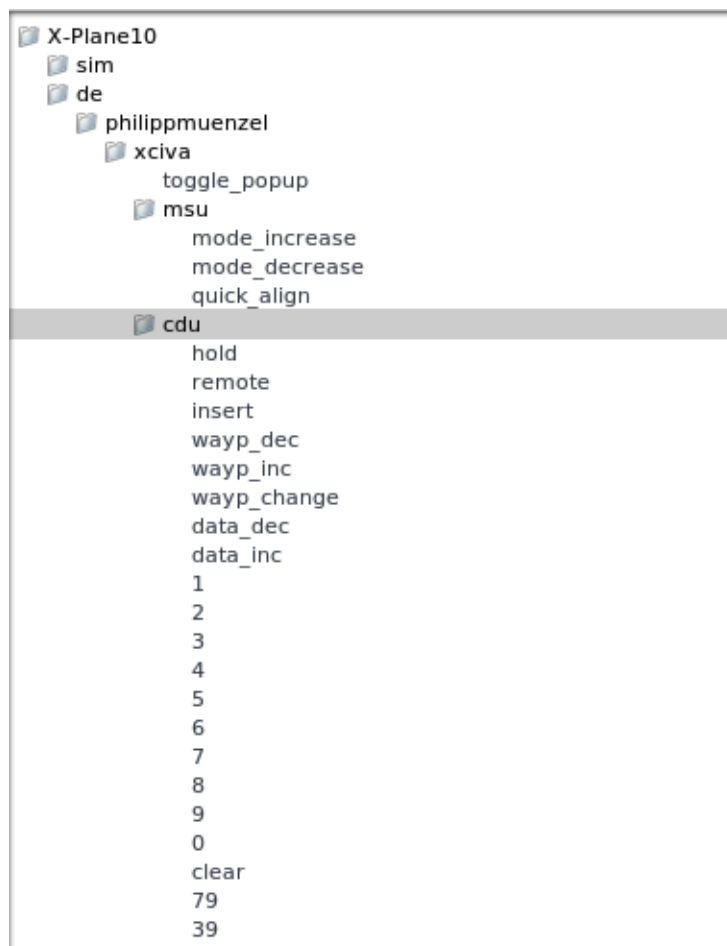 X-Plane10
sim
de
philippmuenzel
xciva
toggle_popup
msu
mode_increase
mode_decrease
quick_align
cdu
hold
remote
insert
wayp_dec
wayp_inc
wayp_change
data_dec
data_inc
1
2
3
4
5
6
7
8
9
0
clear
79
39